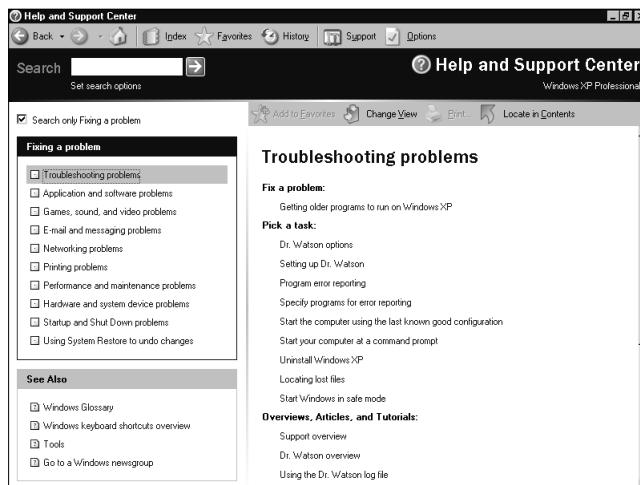 Help and Support Center
Back Index Favorites History Support Options
Search
Set search options
Help and Support Center
Windows XP Professional
Search only Fixing a problem
Add to Favorites Change View Print... Locate in Contents
Fixing a problem
Troubleshooting problems
Application and software problems
Games, sound, and video problems
E-mail and messaging problems
Networking problems
Printing problems
Performance and maintenance problems
Hardware and system device problems
Startup and Shut Down problems
Using System Restore to undo changes
See Also
Windows Glossary
Windows keyboard shortcuts overview
Tools
Go to a Windows newsgroup
Troubleshooting problems
Fix a problem:
Getting older programs to run on Windows XP
Pick a task:
Dr. Watson options
Setting up Dr. Watson
Program error reporting
Specify programs for error reporting
Start the computer using the last known good configuration
Start your computer at a command prompt
Uninstall Windows XP
Locating lost files
Start Windows in safe mode
Overviews, Articles, and Tutorials:
Support overview
Dr. Watson overview
Using the Dr. Watson log file